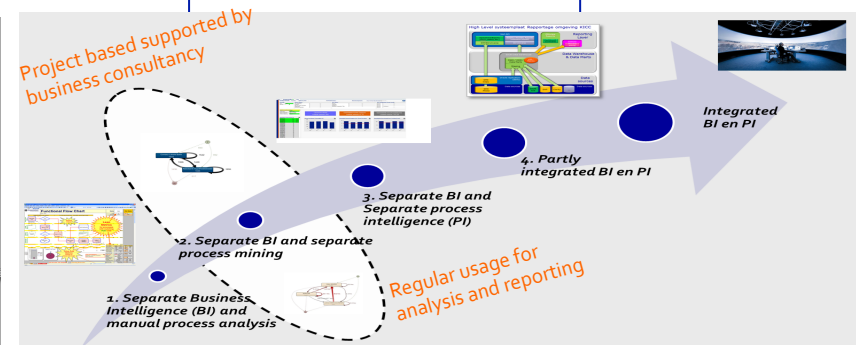 Project based supported by
business consultancy
High Level systeemplaat Rapportage omgeving AICC
Reporting
Layer
Data Warehouse
& Data Marts
Data
sources
Integrated
BI en PI
4. Partly
integrated BI en PI
3. Separate BI and
Separate process
intelligence (PI)
Functional Flow Chart
2. Separate BI and separate
process mining
Regular usage for
analysis and reporting
1. Separate Business
Intelligence (BI) and
manual process analysis